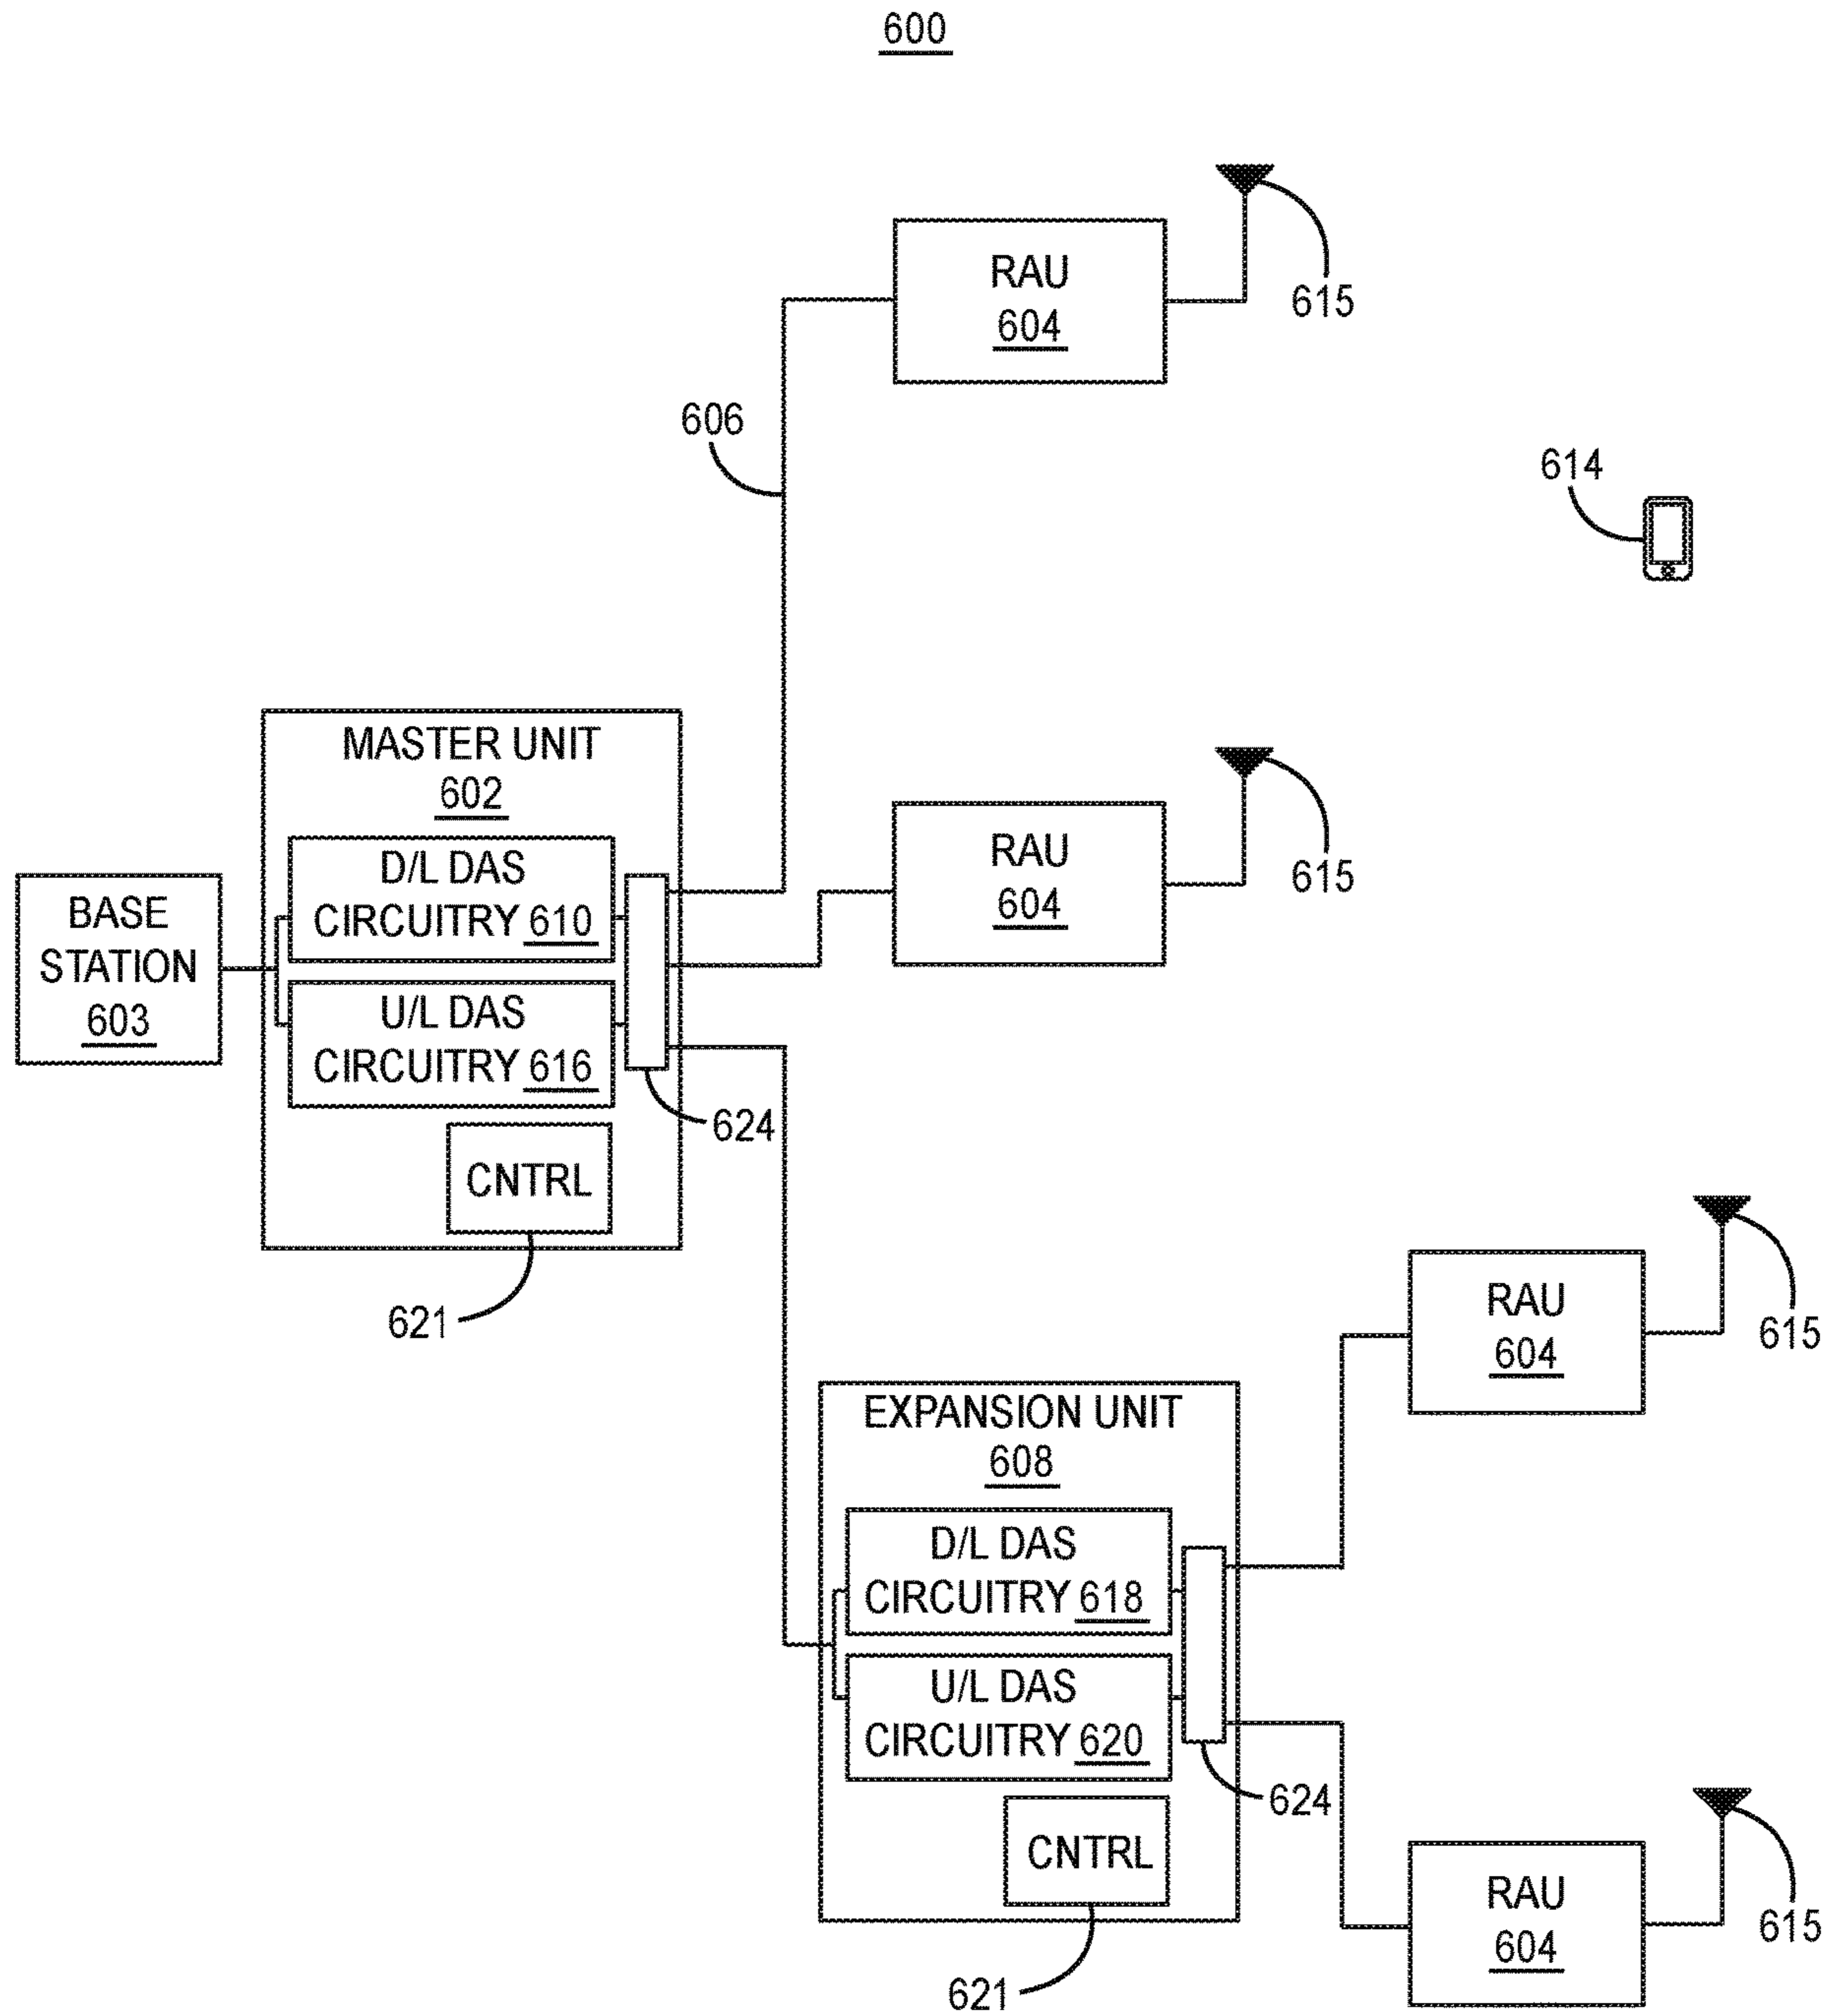 600
RAU
604
615
606
614
MASTER UNIT
602
D/L DAS
CIRCUITRY 610
U/L DAS
CIRCUITRY 616
CNTRL
624
621
BASE
STATION
603
RAU
604
615
EXPANSION UNIT
608
D/L DAS
CIRCUITRY 618
U/L DAS
CIRCUITRY 620
CNTRL
624
621
RAU
604
615
RAU
604
615